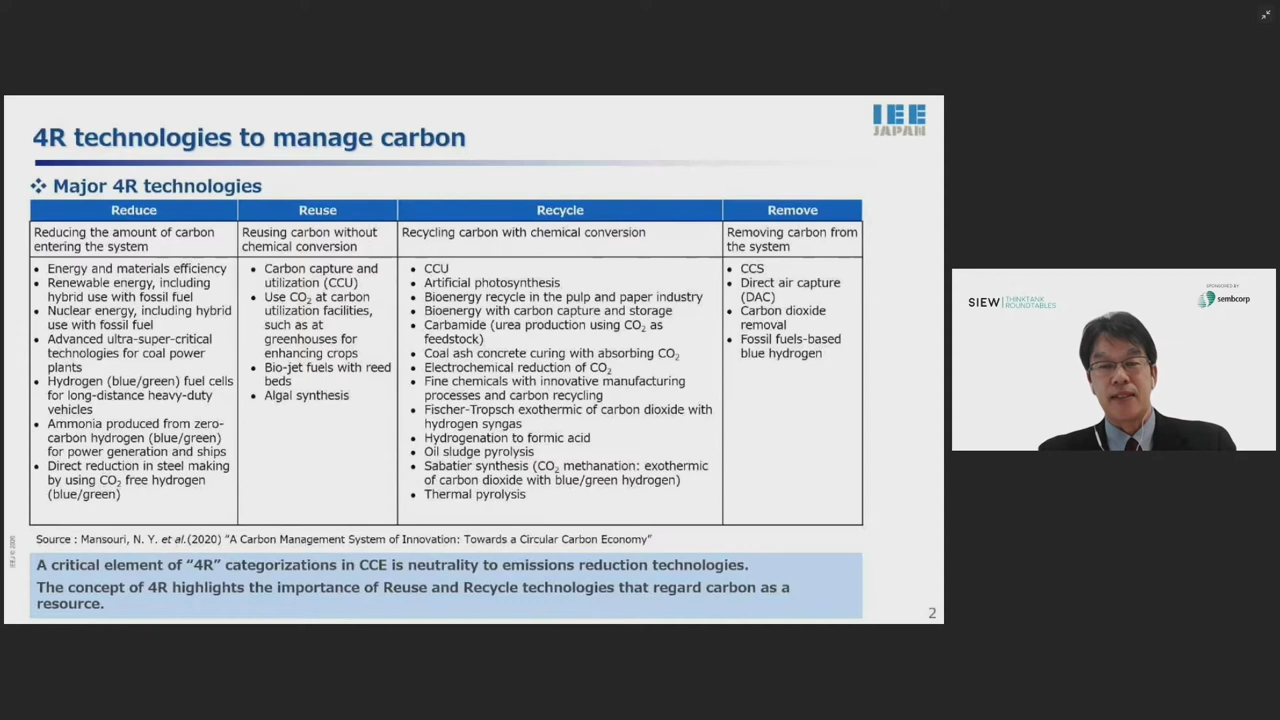 IEE
JAPAN
4R technologies to manage carbon
❖ Major 4R technologies
Reduce
Reducing the amount of carbon
entering the system
• Energy and materials efficiency
• Renewable energy, including
hybrid use with fossil fuel
• Nuclear energy, including hybrid
use with fossil fuel
• Advanced ultra-super-critical
technologies for coal power
plants
• Hydrogen (blue/green) fuel cells
for long-distance heavy-duty
vehicles
• Ammonia produced from zero-
carbon hydrogen (blue/green)
for power generation and ships
• Direct reduction in steel making
by using CO₂ free hydrogen
(blue/green)
Reuse
Reusing carbon without
chemical conversion
• Carbon capture and
utilization (CCU)
• Use CO₂ at carbon
utilization facilities,
such as at
greenhouses for
enhancing crops
• Bio-jet fuels with reed
beds
• Algal synthesis
Recycle
Recycling carbon with chemical conversion
• CCU
• Artificial photosynthesis
• Bioenergy recycle in the pulp and paper industry
• Bioenergy with carbon capture and storage
• Carbamide (urea production using CO₂ as
feedstock)
• Coal ash concrete curing with absorbing CO₂
• Electrochemical reduction of CO₂
• Fine chemicals with innovative manufacturing
processes and carbon recycling
• Fischer-Tropsch exothermic of carbon dioxide with
hydrogen syngas
• Hydrogenation to formic acid
• Oil sludge pyrolysis
• Sabatier synthesis (CO₂ methanation: exothermic
of carbon dioxide with blue/green hydrogen)
• Thermal pyrolysis
Remove
Removing carbon from
the system
• CCS
• Direct air capture
(DAC)
• Carbon dioxide
removal
• Fossil fuels-based
blue hydrogen
Source : Mansouri, N. Y. et al.(2020) "A Carbon Management System of Innovation: Towards a Circular Carbon Economy"
A critical element of "4R" categorizations in CCE is neutrality to emissions reduction technologies.
The concept of 4R highlights the importance of Reuse and Recycle technologies that regard carbon as a
resource.
2
SIEW THINKTANK
ROUNDTABLES
SPONSORED BY
sembcorp